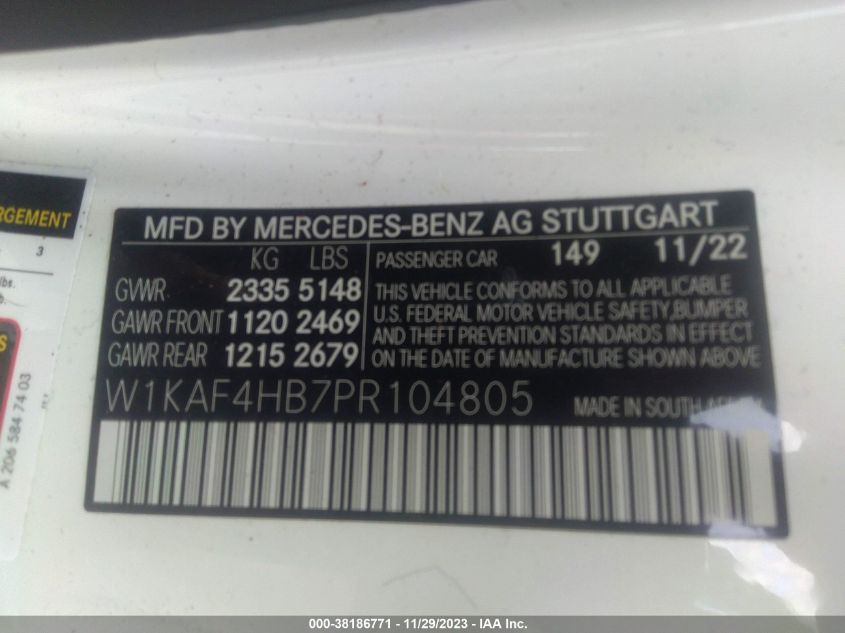 RGEMENT
3
lbs.
S
A 206 584 74 03
MFD BY MERCEDES-BENZ AG STUTTGART
KG LBS
GVWR 2335 5148
GAWR FRONT 1120 2469
GAWR REAR 1215 2679
PASSENGER CAR 149 11/22
THIS VEHICLE CONFORMS TO ALL APPLICABLE
U.S. FEDERAL MOTOR VEHICLE SAFETY,BUMPER
AND THEFT PREVENTION STANDARDS IN EFFECT
ON THE DATE OF MANUFACTURE SHOWN ABOVE
W1KAF4HB7PR104805 MADE IN SOUTH AFRICA
000-38186771 - 11/29/2023 - IAA Inc.